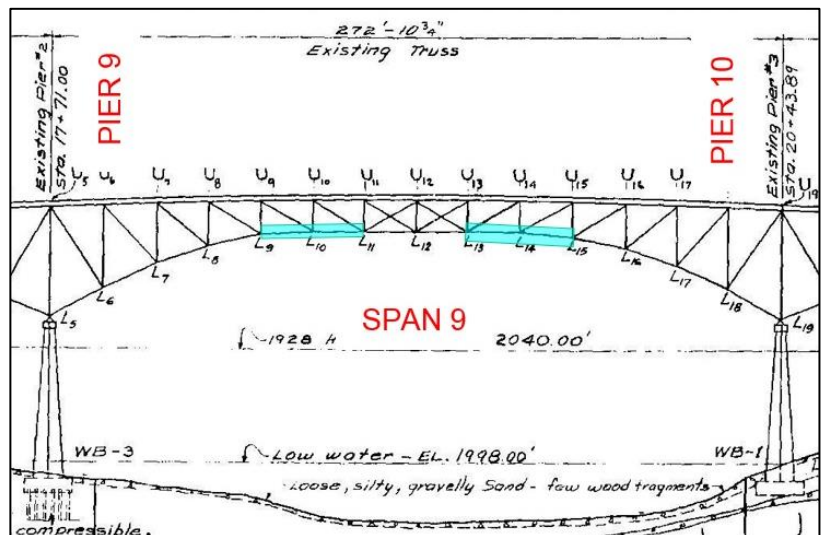 272'-10 3/4"
Existing Truss
Existing Pier #2
Sta. 17+71.00
PIER 9
PIER 10
Existing Pier #3
Sta. 20+43.89
U5 U6 U7 U8 U9 U10 U11 U12 U13 U14 U15 U16 U17 U19
L5 L6 L7 L8 L9 L10 L11 L12 L13 L14 L15 L16 L17 L18 L19
SPAN 9
1928 H 2040.00'
WB-3 Low water - EL. 1998.00' WB-1
Loose, silty, gravelly Sand - few wood fragments
compressible.